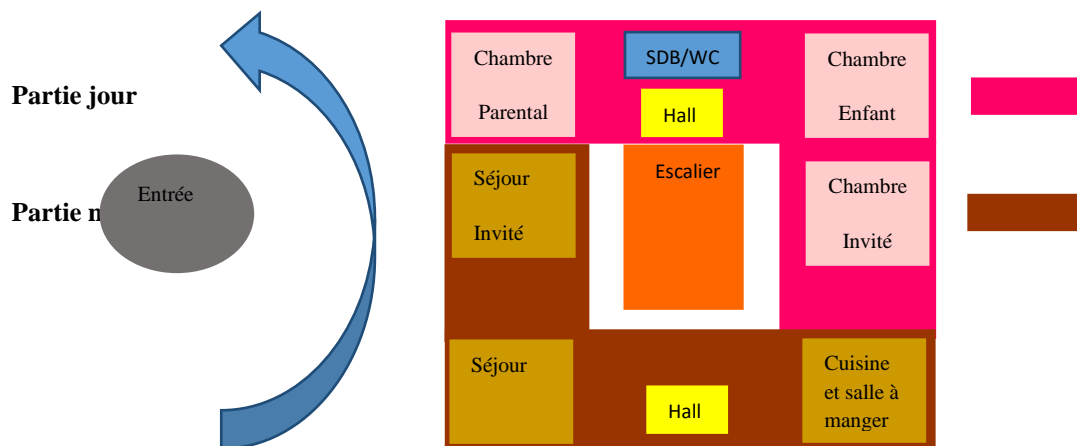 Partie jour
Entrée
Partie
Chambre
Parental
SDB/WC
Hall
Chambre
Enfant
Séjour
Invité
Escalier
Chambre
Invité
Séjour
Hall
Cuisine
et salle à
manger